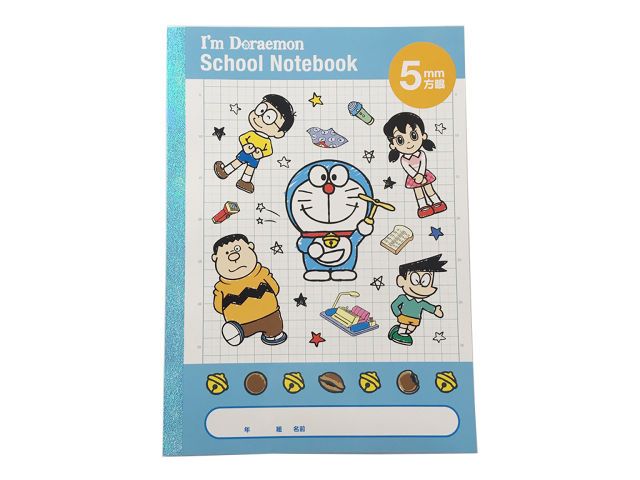 I'm Doraemon
School Notebook
5mm
方眼
年 組 名前